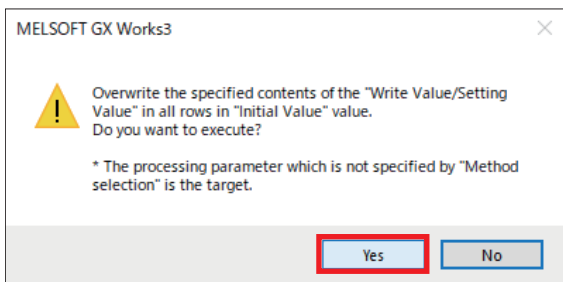 MELSOFT GX Works3
Overwrite the specified contents of the "Write Value/Setting
Value" in all rows in "Initial Value" value.
Do you want to execute?
* The processing parameter which is not specified by "Method
selection" is the target.
Yes
No